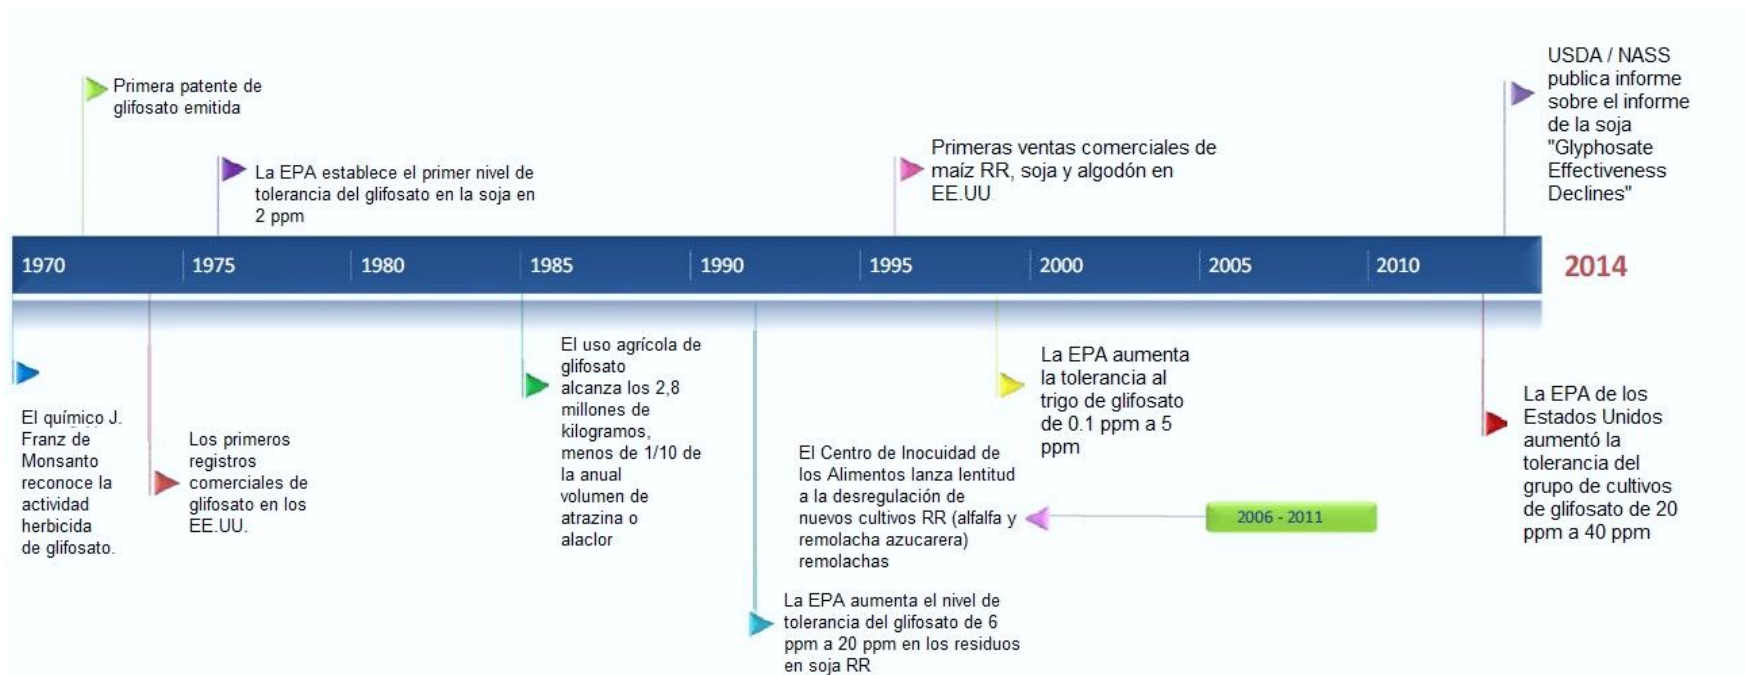 Primera patente de
glifosato emitida
La EPA establece el primer nivel de
tolerancia del glifosato en la soja en
2 ppm
Primeras ventas comerciales de
maíz RR, soja y algodón en
EE.UU
USDA / NASS
publica informe
sobre el informe
de la soja
"Glyphosate
Effectiveness
Declines"
1970
1975
1980
1985
1990
1995
2000
2005
2010
2014
El químico J.
Franz de
Monsanto
reconoce la
actividad
herbicida
de glifosato.
Los primeros
registros
comerciales de
glifosato en los
EE.UU.
El uso agrícola de
glifosato
alcanza los 2,8
millones de
kilogramos,
menos de 1/10 de
la anual
volumen de
atrazina o
alaclor
La EPA aumenta el nivel de
tolerancia del glifosato de 6
ppm a 20 ppm en los residuos
en soja RR
La EPA aumenta
la tolerancia al
trigo de glifosato
de 0.1 ppm a 5
ppm
El Centro de Inocuidad de
los Alimentos lanza lentitud
a la desregulación de
nuevos cultivos RR (alfalfa y
remolacha azucarera)
remolachas
2006 - 2011
La EPA de los
Estados Unidos
aumentó la
tolerancia del
grupo de cultivos
de glifosato de 20
ppm a 40 ppm